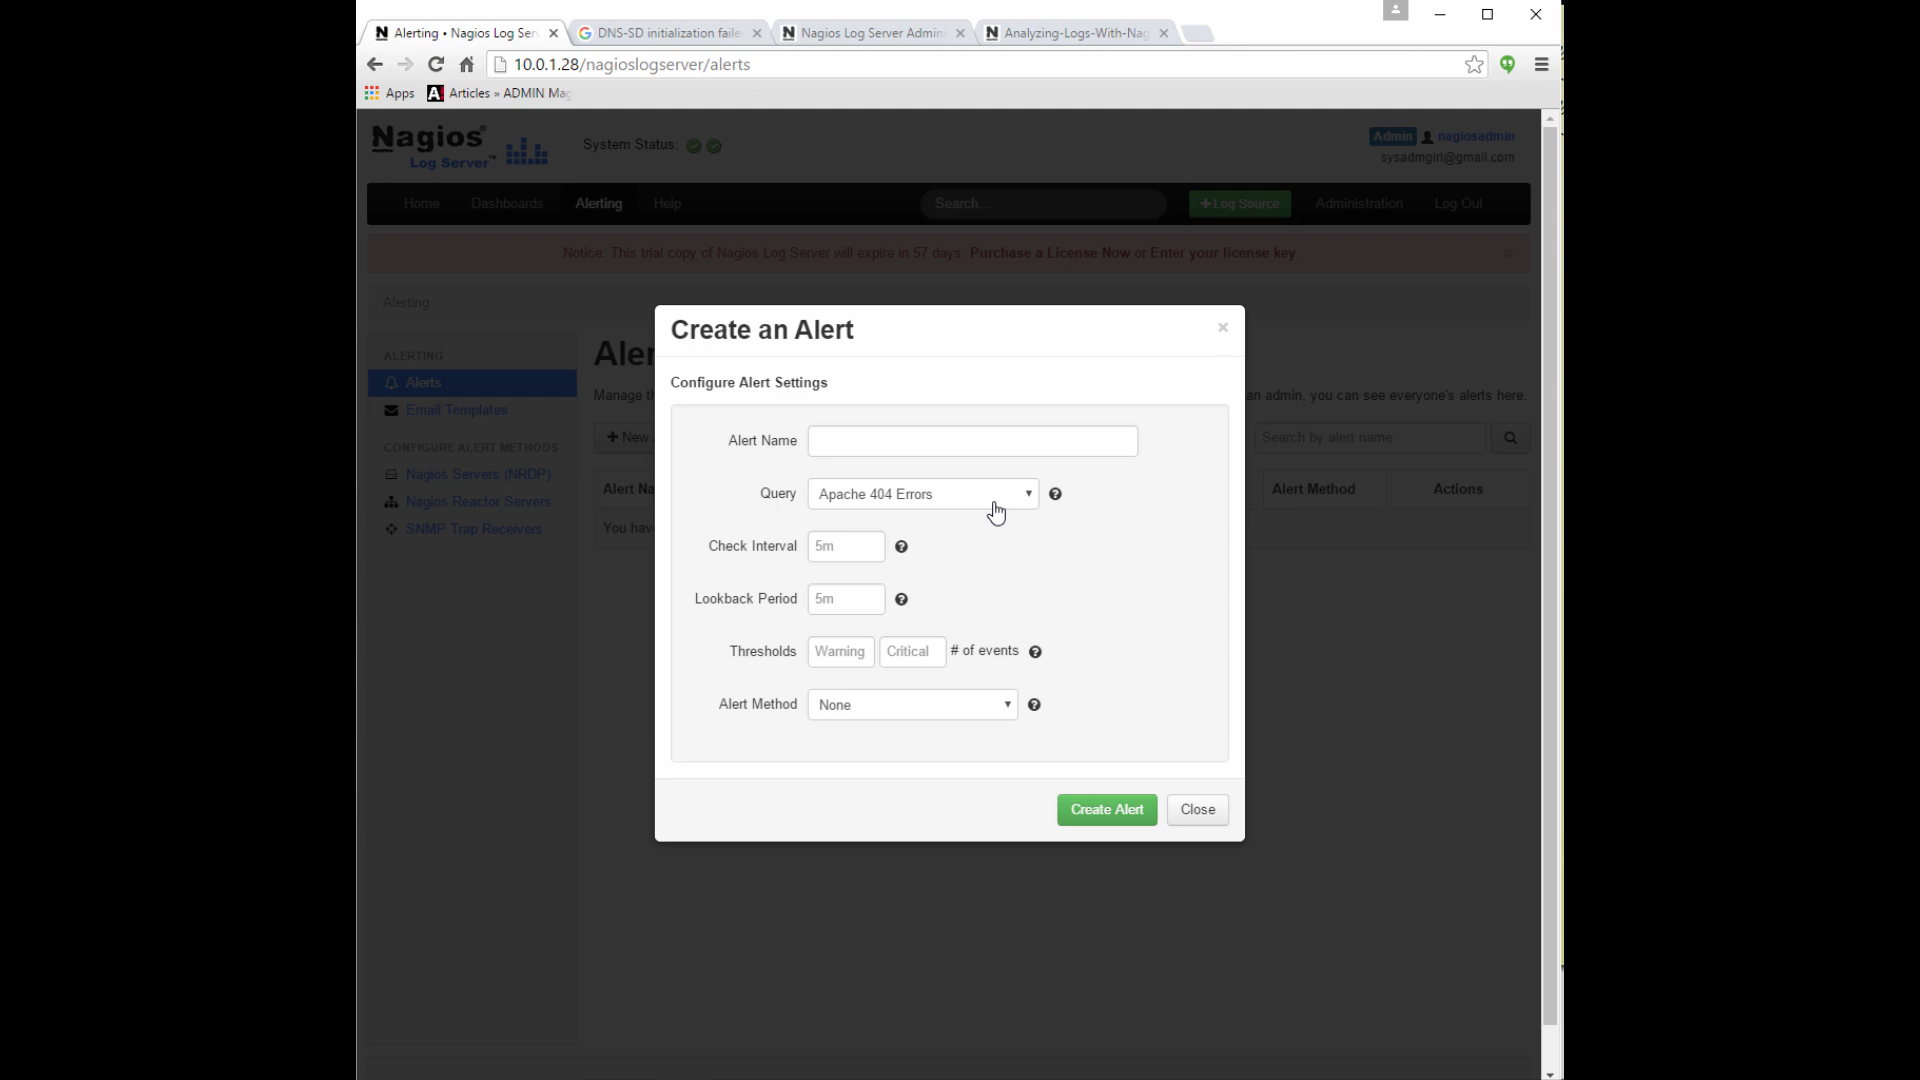 Alerting • Nagios Log Ser
DNS-SD initialization faile
Nagios Log Server Admin
Analyzing-Logs-With-Nag
10.0.1.28/nagioslogserver/alerts
Apps
Articles » ADMIN Mag
Nagios®
Log Server™
System Status:
Admin nagiosadmin
sysadmgirl@gmail.com
Home Dashboards Alerting Help Search... +Log Source Administration Log Out
Notice: This trial copy of Nagios Log Server will expire in 57 days. Purchase a License Now or Enter your license key.
Alerting
ALERTING
Alerts
Email Templates
CONFIGURE ALERT METHODS
Nagios Servers (NRDP)
Nagios Reactor Servers
SNMP Trap Receivers
Aler
Manage th
an admin, you can see everyone's alerts here.
+ New
Search by alert name
Alert Na
Alert Method Actions
You hav
Create an Alert ×
Configure Alert Settings
Alert Name
Query Apache 404 Errors
Check Interval 5m
Lookback Period 5m
Thresholds Warning Critical # of events
Alert Method None
Create Alert Close